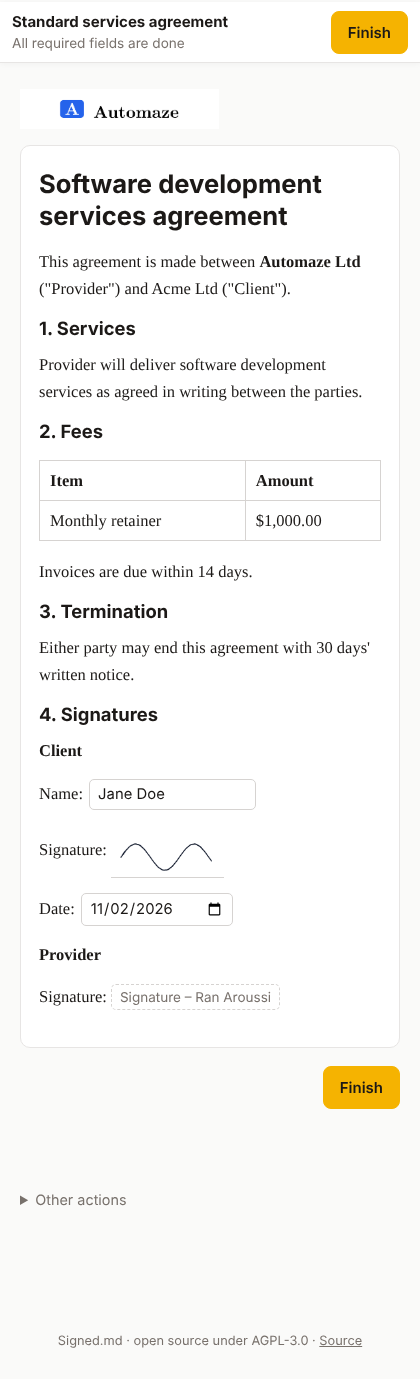 Standard services agreement
All required fields are done
Finish
A Automaze
Software development
services agreement
This agreement is made between Automaze Ltd
("Provider") and Acme Ltd ("Client").
1. Services
Provider will deliver software development
services as agreed in writing between the parties.
2. Fees
Item Amount
Monthly retainer $1,000.00
Invoices are due within 14 days.
3. Termination
Either party may end this agreement with 30 days'
written notice.
4. Signatures
Client
Name: Jane Doe
Signature:
Date: 11/02/2026
Provider
Signature: Signature – Ran Aroussi
Finish
Other actions
Signed.md · open source under AGPL-3.0 · Source